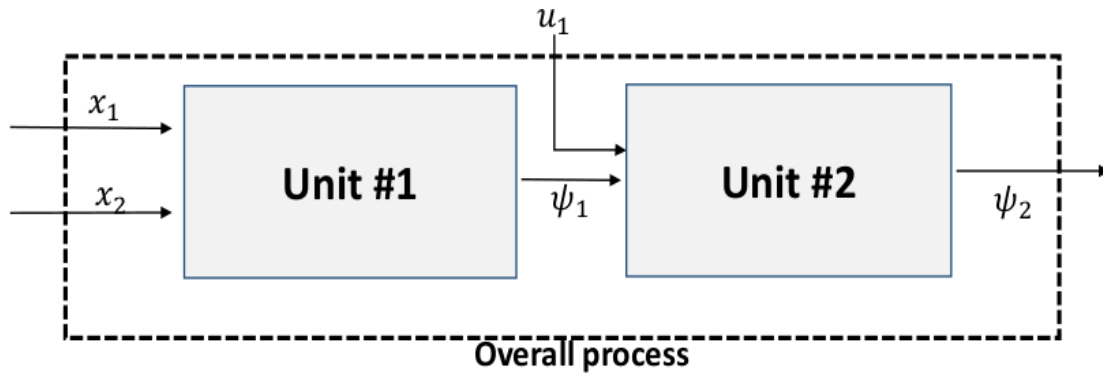 u₁
x₁
x₂
Unit #1
ψ₁
Unit #2
ψ₂
Overall process